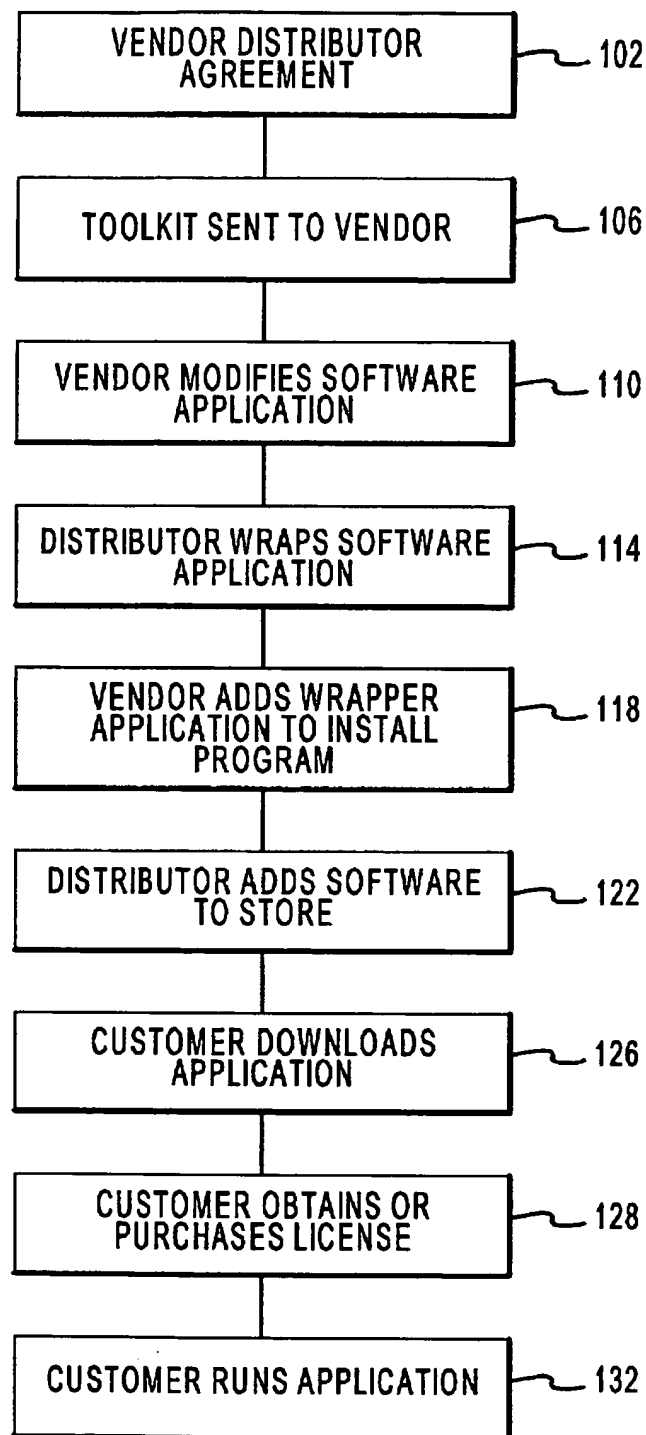 VENDOR DISTRIBUTOR
AGREEMENT
102
TOOLKIT SENT TO VENDOR
106
VENDOR MODIFIES SOFTWARE
APPLICATION
110
DISTRIBUTOR WRAPS SOFTWARE
APPLICATION
114
VENDOR ADDS WRAPPER
APPLICATION TO INSTALL
PROGRAM
118
DISTRIBUTOR ADDS SOFTWARE
TO STORE
122
CUSTOMER DOWNLOADS
APPLICATION
126
CUSTOMER OBTAINS OR
PURCHASES LICENSE
128
CUSTOMER RUNS APPLICATION
132